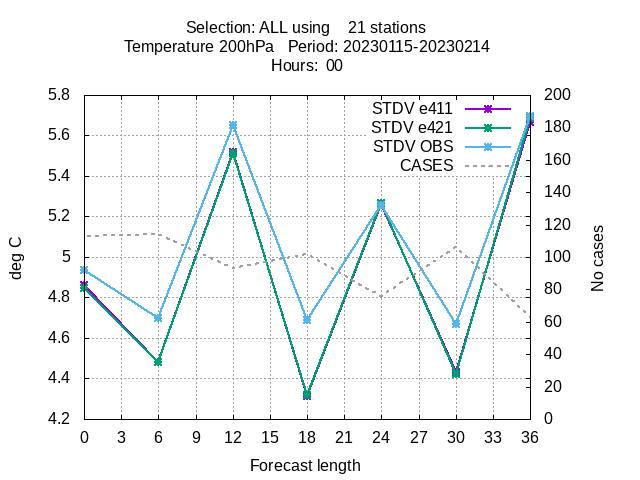 Selection: ALL using    21 stations
Temperature 200hPa   Period: 20230115-20230214
Hours:  00
deg C
5.8
5.6
5.4
5.2
5
4.8
4.6
4.4
4.2
STDV e411
STDV e421
STDV OBS
CASES
200
180
160
140
120
100
80
60
40
20
0
No cases
0 3 6 9 12 15 18 21 24 27 30 33 36
Forecast length